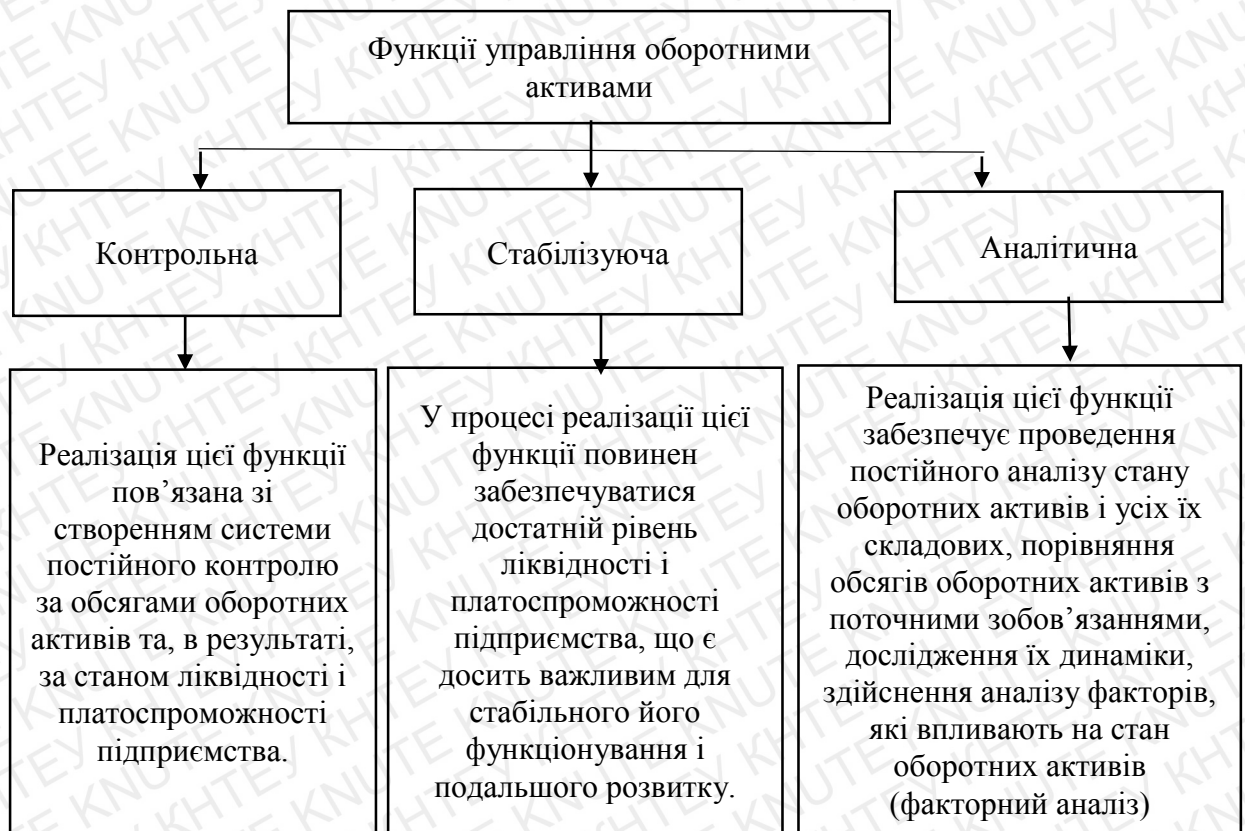 Функції управління оборотними
активами
Контрольна
Стабілізуюча
Аналітична
Реалізація цієї функції
пов’язана зі
створенням системи
постійного контролю
за обсягами оборотних
активів та, в результаті,
за станом ліквідності і
платоспроможності
підприємства.
У процесі реалізації цієї
функції повинен
забезпечуватися
достатній рівень
ліквідності і
платоспроможності
підприємства, що є
досить важливим для
стабільного його
функціонування і
подальшого розвитку.
Реалізація цієї функції
забезпечує проведення
постійного аналізу стану
оборотних активів і усіх їх
складових, порівняння
обсягів оборотних активів з
поточними зобов’язаннями,
дослідження їх динаміки,
здійснення аналізу факторів,
які впливають на стан
оборотних активів
(факторний аналіз)